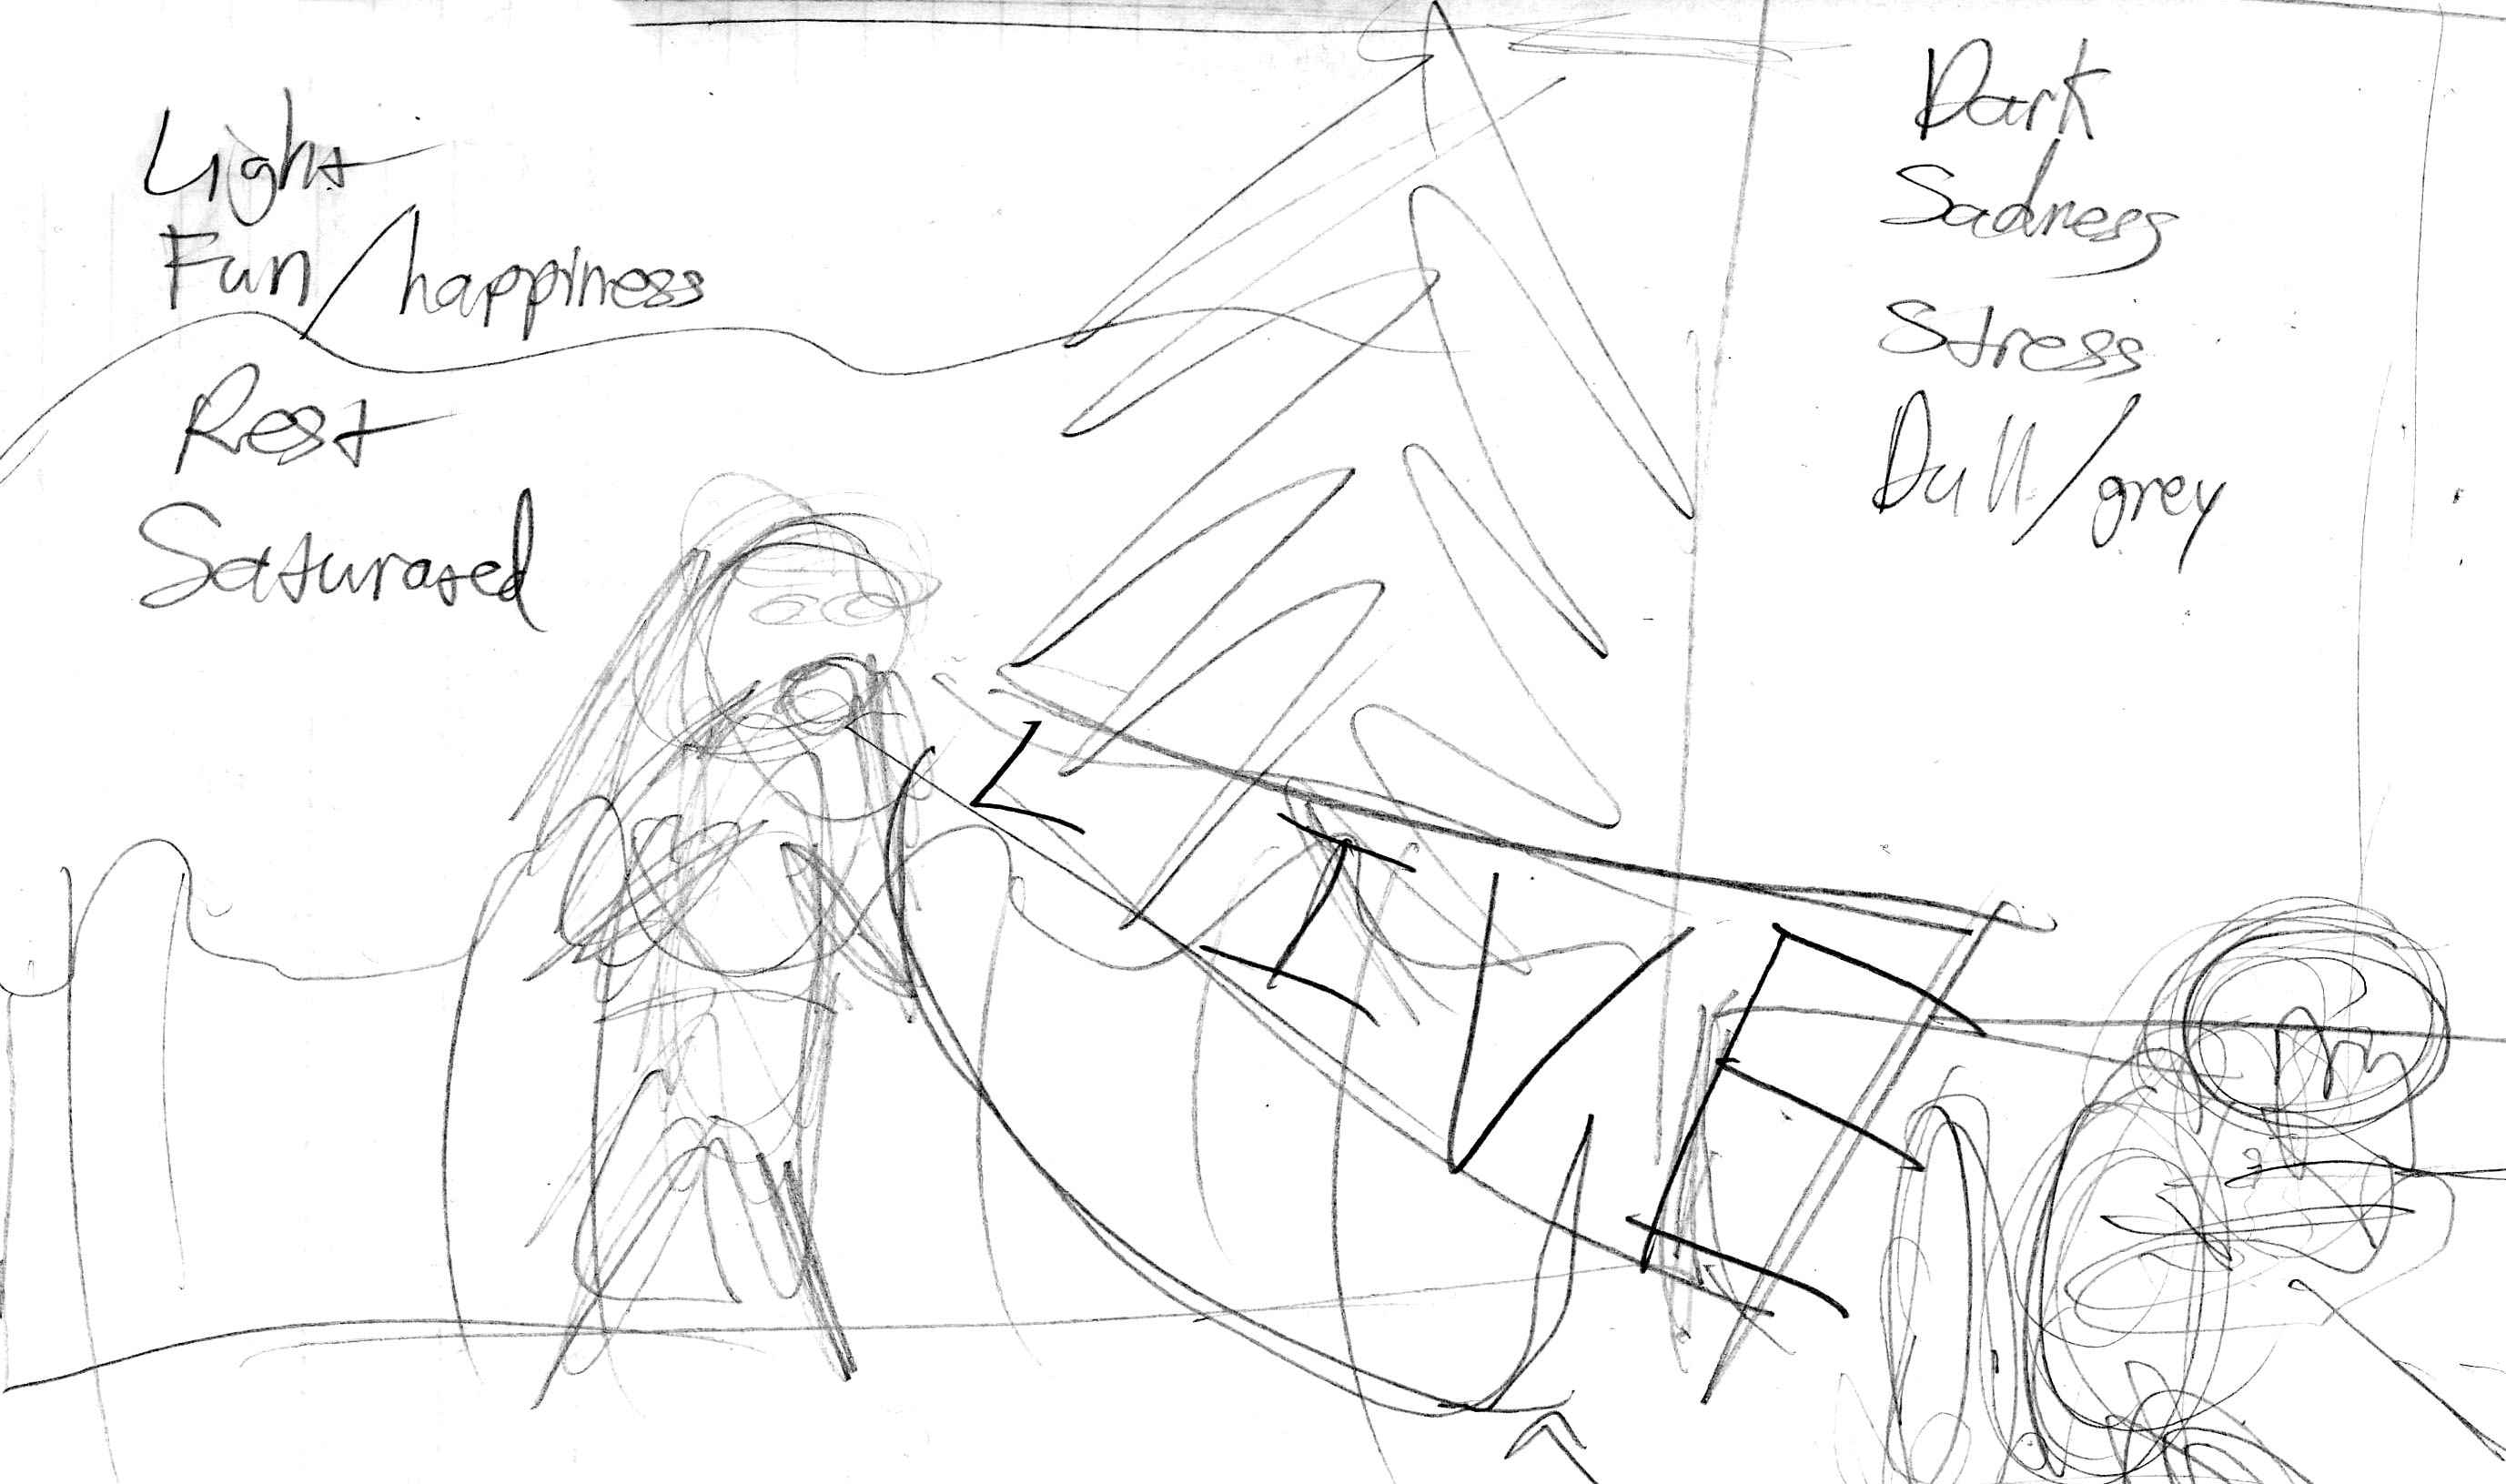 Light
Fun/happiness
Rest
Saturated
Dark
Sadness
Stress
Dull/grey
LIVE